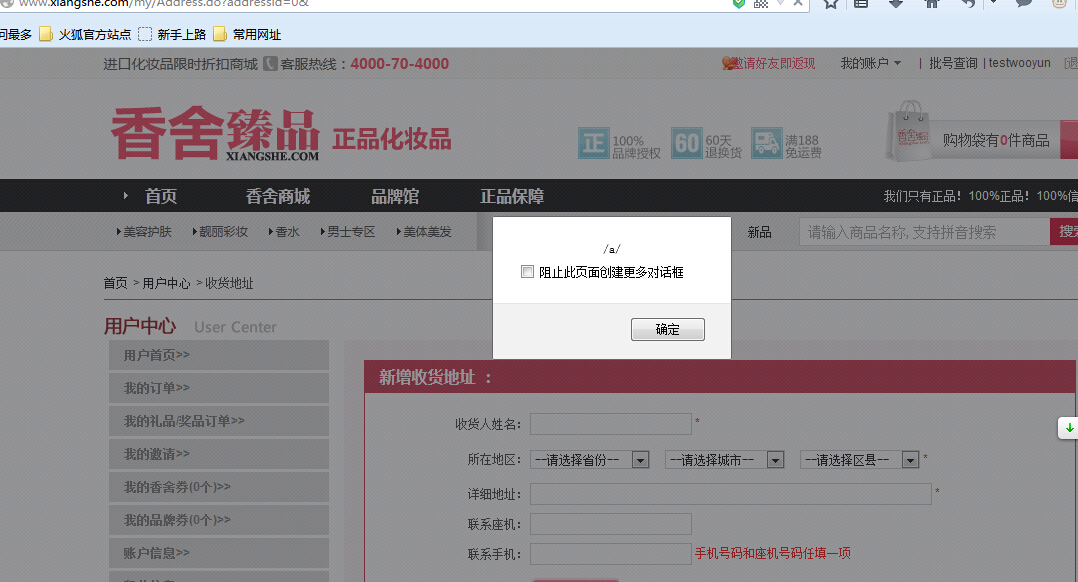 www.xiangshe.com/my/Address.do?addressid=0&
问最多 火狐官方站点 新手上路 常用网址
进口化妆品限时折扣商城 客服热线：4000-70-4000 邀请好友即返现 我的账户 | 批号查询 | testwooyun [退
香舍臻品 XIANGSHE.COM 正品化妆品 正 100% 品牌授权 60 60天 退换货 满188 免运费 购物袋有0件商品
首页 香舍商城 品牌馆 正品保障 我们只有正品！100%正品！100%信
美容护肤 靓丽彩妆 香水 男士专区 美体美发 新品 请输入商品名称, 支持拼音搜索 搜索
/a/
阻止此页面创建更多对话框
确定
首页 > 用户中心 > 收货地址
用户中心 User Center
用户首页>>
我的订单>>
我的礼品/奖品订单>>
我的邀请>>
我的香舍券(0个)>>
我的品牌券(0个)>>
账户信息>>
新增收货地址 ：
收货人姓名： *
所在地区： --请选择省份-- --请选择城市-- --请选择区县-- *
详细地址： *
联系座机：
联系手机： 手机号码和座机号码任填一项